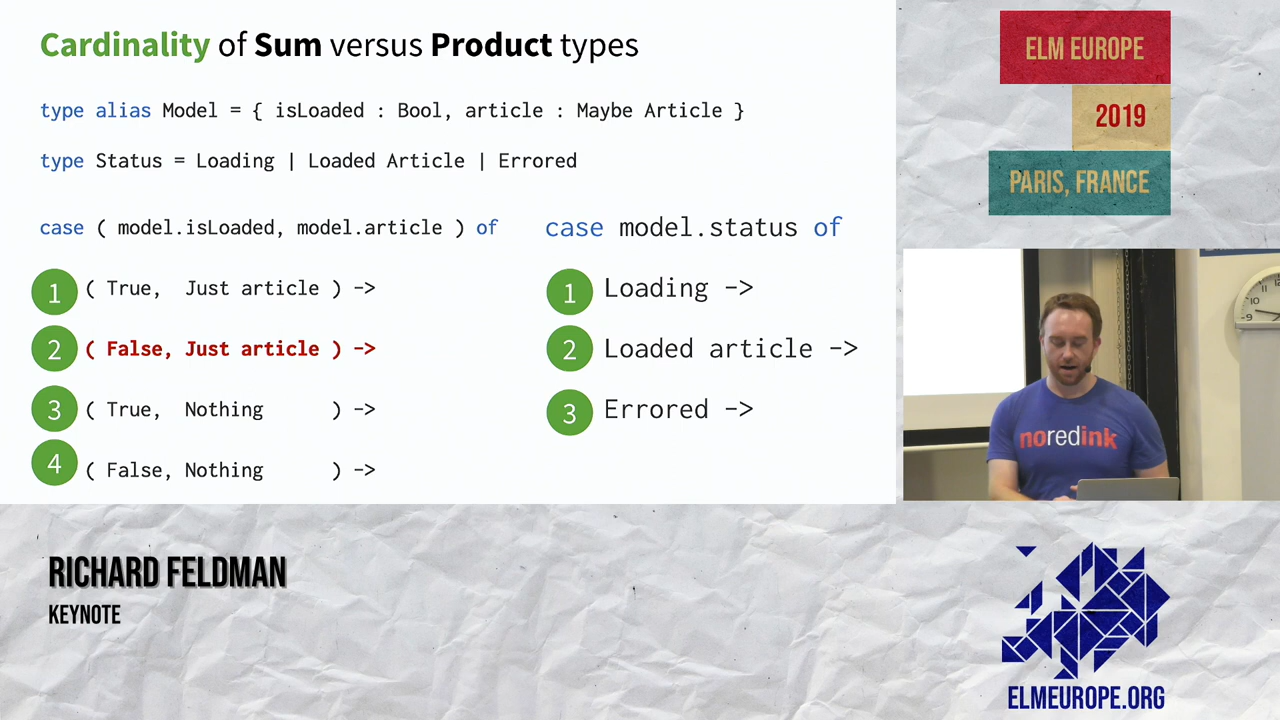 Cardinality of Sum versus Product types
type alias Model = { isLoaded : Bool, article : Maybe Article }
type Status = Loading | Loaded Article | Errored
case ( model.isLoaded, model.article ) of
1 ( True,  Just article ) ->
2 ( False, Just article ) ->
3 ( True,  Nothing      ) ->
4 ( False, Nothing      ) ->
case model.status of
1 Loading ->
2 Loaded article ->
3 Errored ->
ELM EUROPE
2019
PARIS, FRANCE
noredink
RICHARD FELDMAN
KEYNOTE
ELMEUROPE.ORG